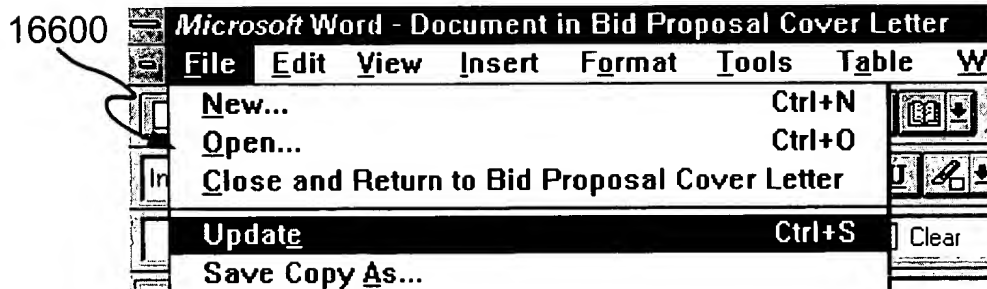 16600
Microsoft Word - Document in Bid Proposal Cover Letter
File Edit View Insert Format Tools Table W
New... Ctrl+N
Open... Ctrl+O
In
Close and Return to Bid Proposal Cover Letter U
Update Ctrl+S Clear
Save Copy As...